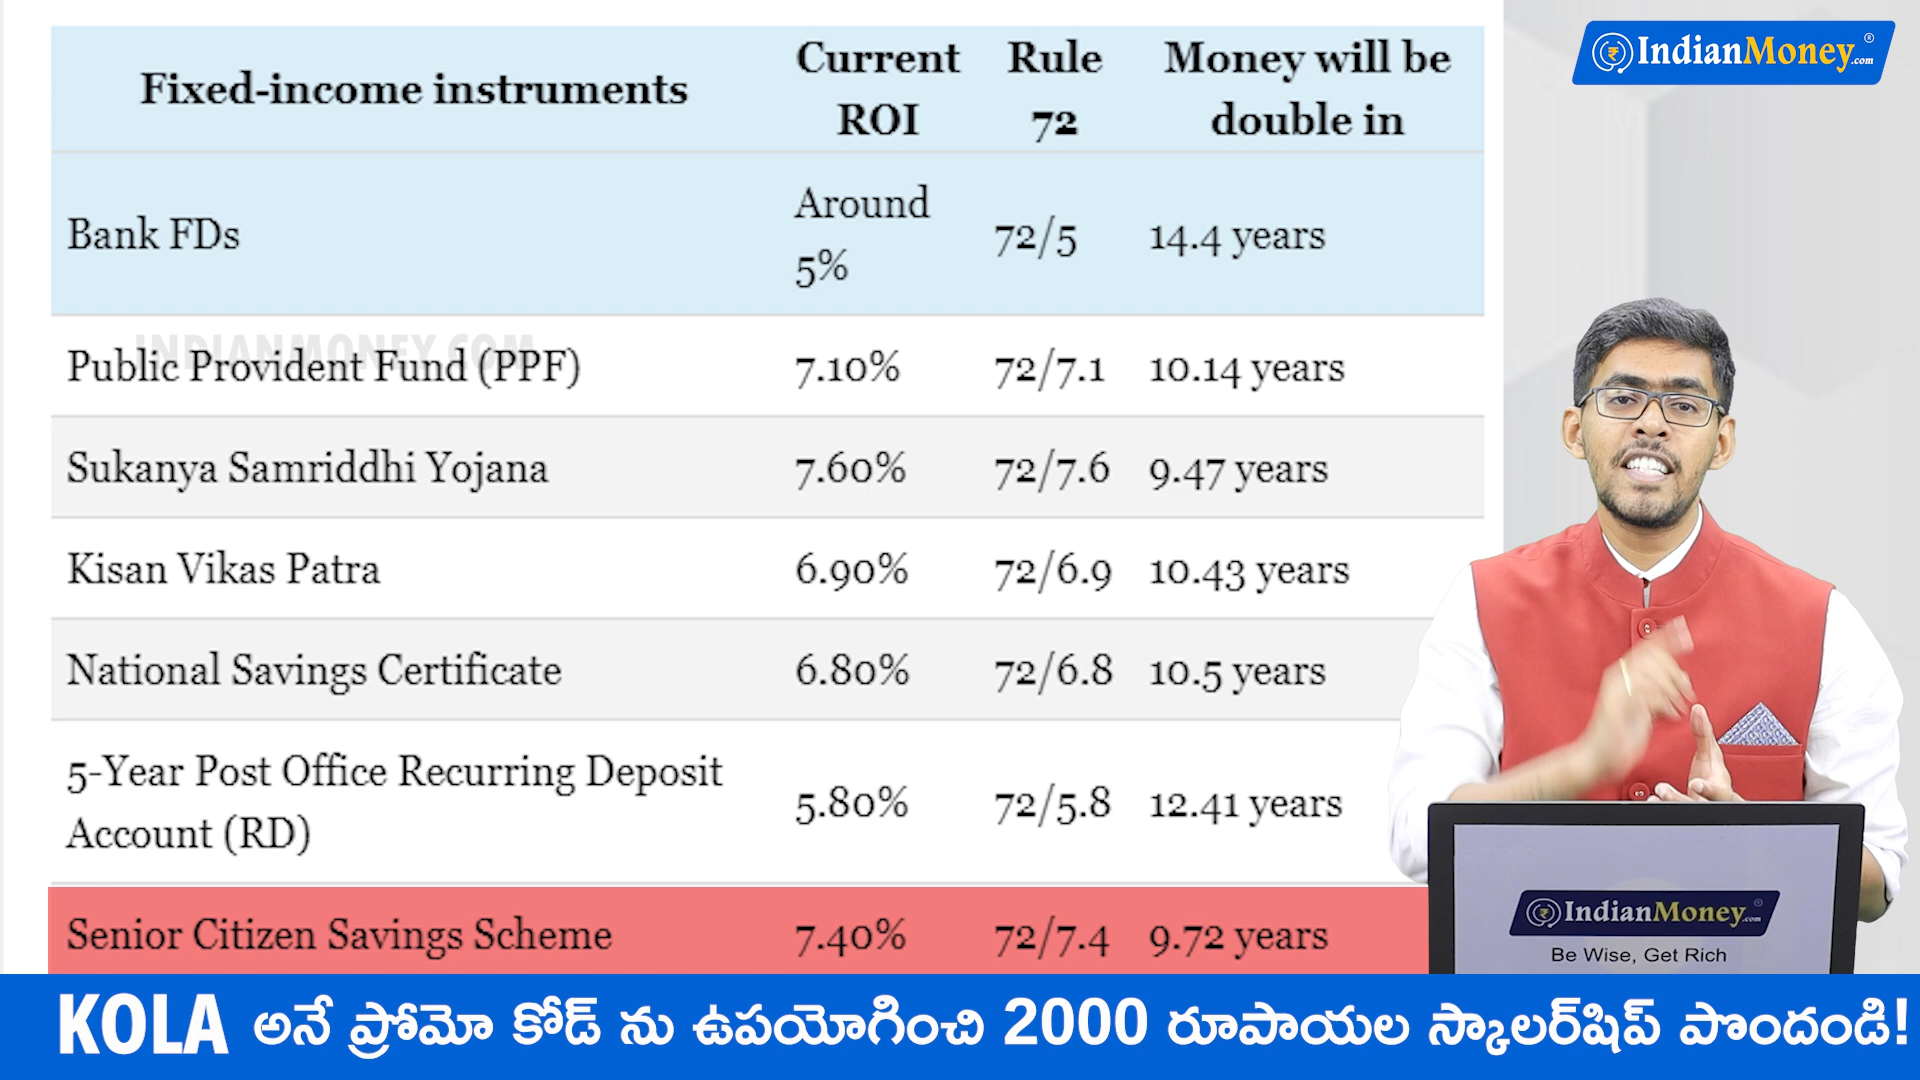 Fixed-income instruments
Current ROI
Rule 72
Money will be double in
Bank FDs
Around 5%
72/5
14.4 years
Public Provident Fund (PPF)
7.10%
72/7.1
10.14 years
Sukanya Samriddhi Yojana
7.60%
72/7.6
9.47 years
Kisan Vikas Patra
6.90%
72/6.9
10.43 years
National Savings Certificate
6.80%
72/6.8
10.5 years
5-Year Post Office Recurring Deposit
Account (RD)
5.80%
72/5.8
12.41 years
Senior Citizen Savings Scheme
7.40%
72/7.4
9.72 years
INDIANMONEY.COM
IndianMoney.com
IndianMoney.com
Be Wise, Get Rich
KOLA అనే ప్రోమో కోడ్ ను ఉపయోగించి 2000 రూపాయల స్కాలర్‌షిప్ పొందండి!